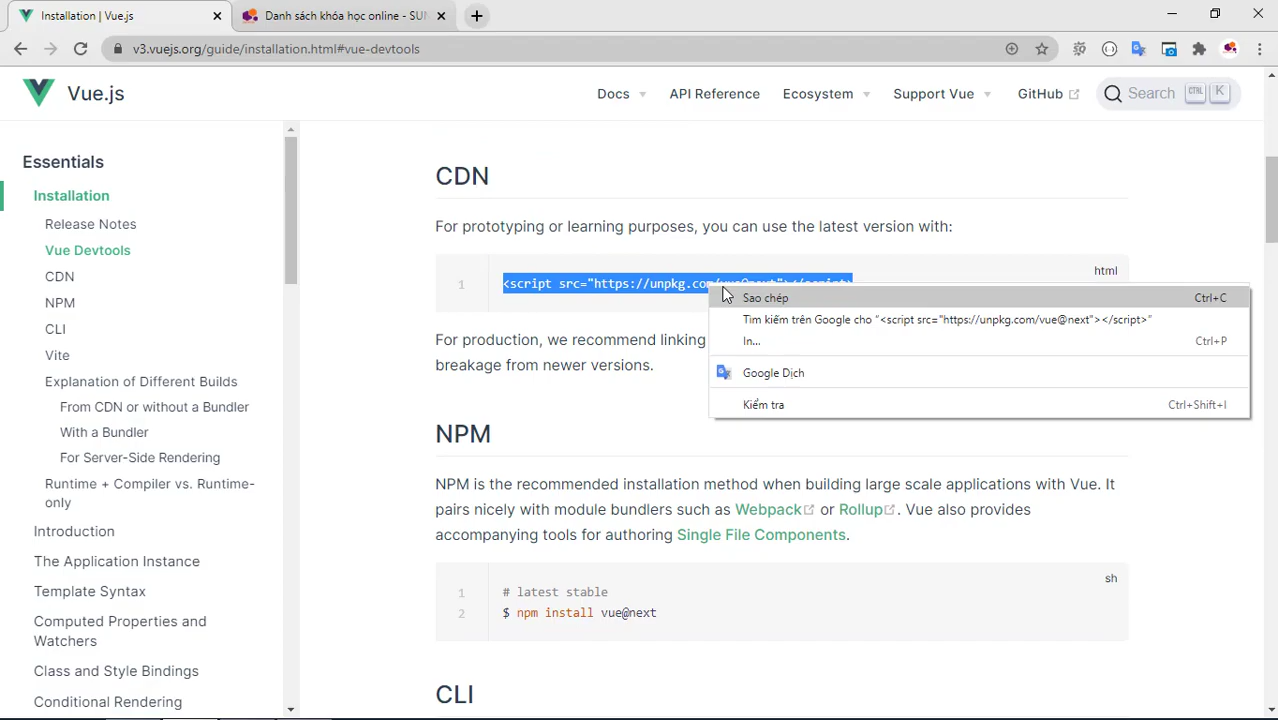 Installation | Vue.js
Danh sách khóa học online - SUN
v3.vuejs.org/guide/installation.html#vue-devtools
Vue.js
Docs
API Reference
Ecosystem
Support Vue
GitHub
Search
CTRL
K
Essentials
Installation
Release Notes
Vue Devtools
CDN
NPM
CLI
Vite
Explanation of Different Builds
From CDN or without a Bundler
With a Bundler
For Server-Side Rendering
Runtime + Compiler vs. Runtime-
only
Introduction
The Application Instance
Template Syntax
Computed Properties and
Watchers
Class and Style Bindings
Conditional Rendering
CDN
For prototyping or learning purposes, you can use the latest version with:
html
1
<script src="https://unpkg.com/vue@next"></script>
For production, we recommend linking
breakage from newer versions.
Sao chép Ctrl+C
Tìm kiếm trên Google cho “<script src="https://unpkg.com/vue@next"></script>”
In... Ctrl+P
Google Dịch
Kiểm tra Ctrl+Shift+I
NPM
NPM is the recommended installation method when building large scale applications with Vue. It
pairs nicely with module bundlers such as Webpack or Rollup. Vue also provides
accompanying tools for authoring Single File Components.
sh
1 # latest stable
2 $ npm install vue@next
CLI